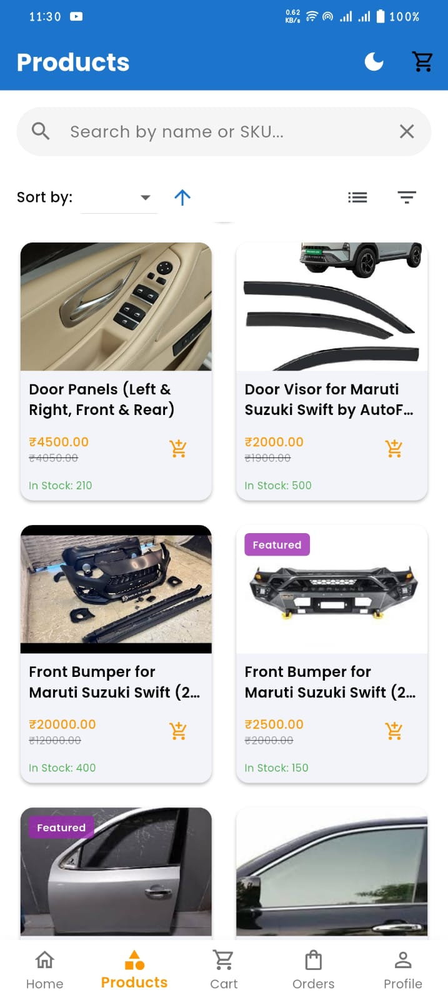 11:30
0.62
KB/s
100%
Products
Search by name or SKU...
Sort by:
Door Panels (Left &
Right, Front & Rear)
₹4500.00
₹4050.00
In Stock: 210
Door Visor for Maruti
Suzuki Swift by AutoF...
₹2000.00
₹1900.00
In Stock: 500
Front Bumper for
Maruti Suzuki Swift (2...
₹20000.00
₹12000.00
In Stock: 400
Featured
OVERLAND
Front Bumper for
Maruti Suzuki Swift (2...
₹2500.00
₹2000.00
In Stock: 150
Featured
Home
Products
Cart
Orders
Profile